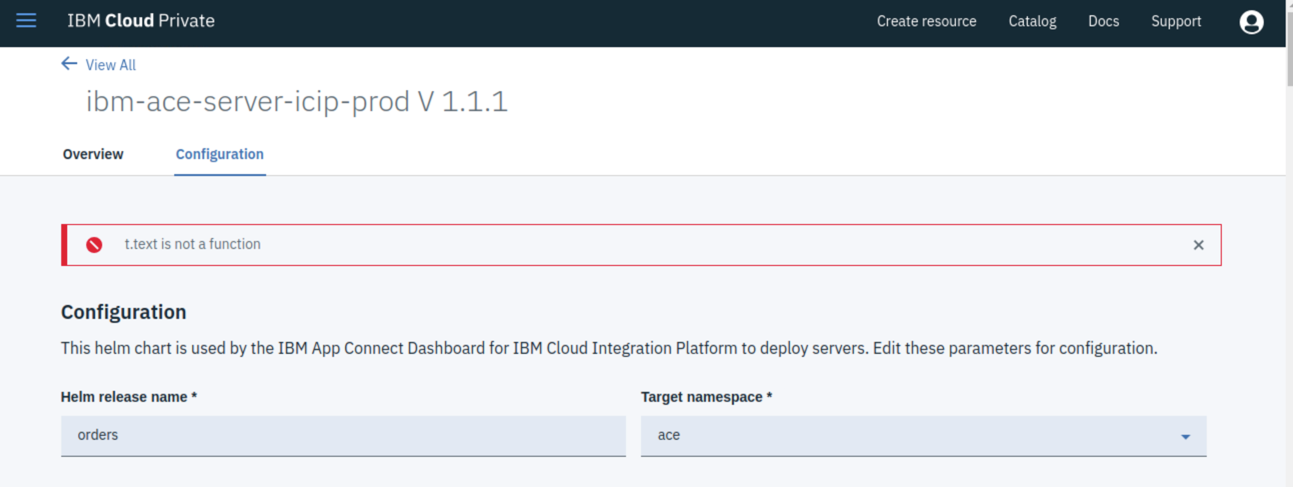 IBM Cloud Private
Create resource Catalog Docs Support
View All
ibm-ace-server-icip-prod V 1.1.1
Overview Configuration
t.text is not a function
Configuration
This helm chart is used by the IBM App Connect Dashboard for IBM Cloud Integration Platform to deploy servers. Edit these parameters for configuration.
Helm release name * Target namespace *
orders ace